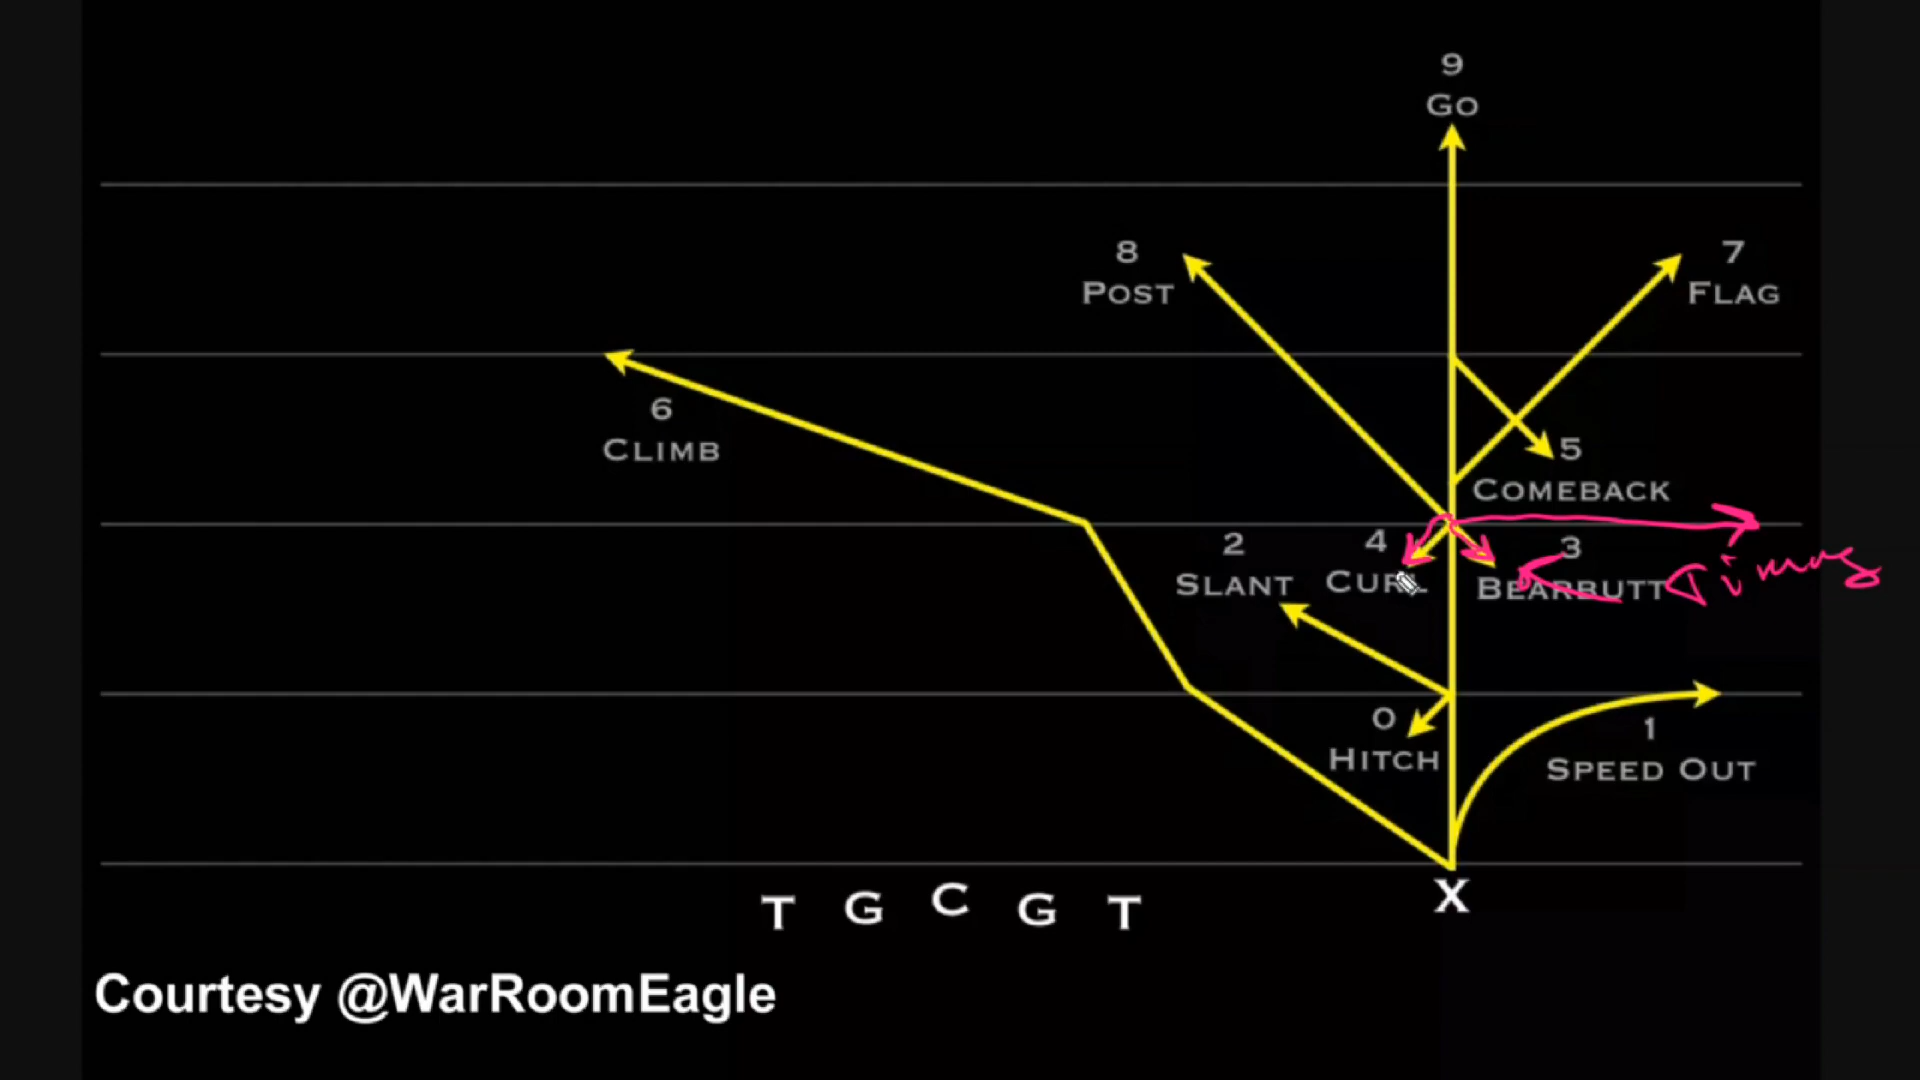 9
GO
8
POST
7
FLAG
6
CLIMB
5
COMEBACK
2
SLANT
4
CURL
3
BEARBUTT
0
HITCH
1
SPEED OUT
T G C G T
X
Courtesy @WarRoomEagle